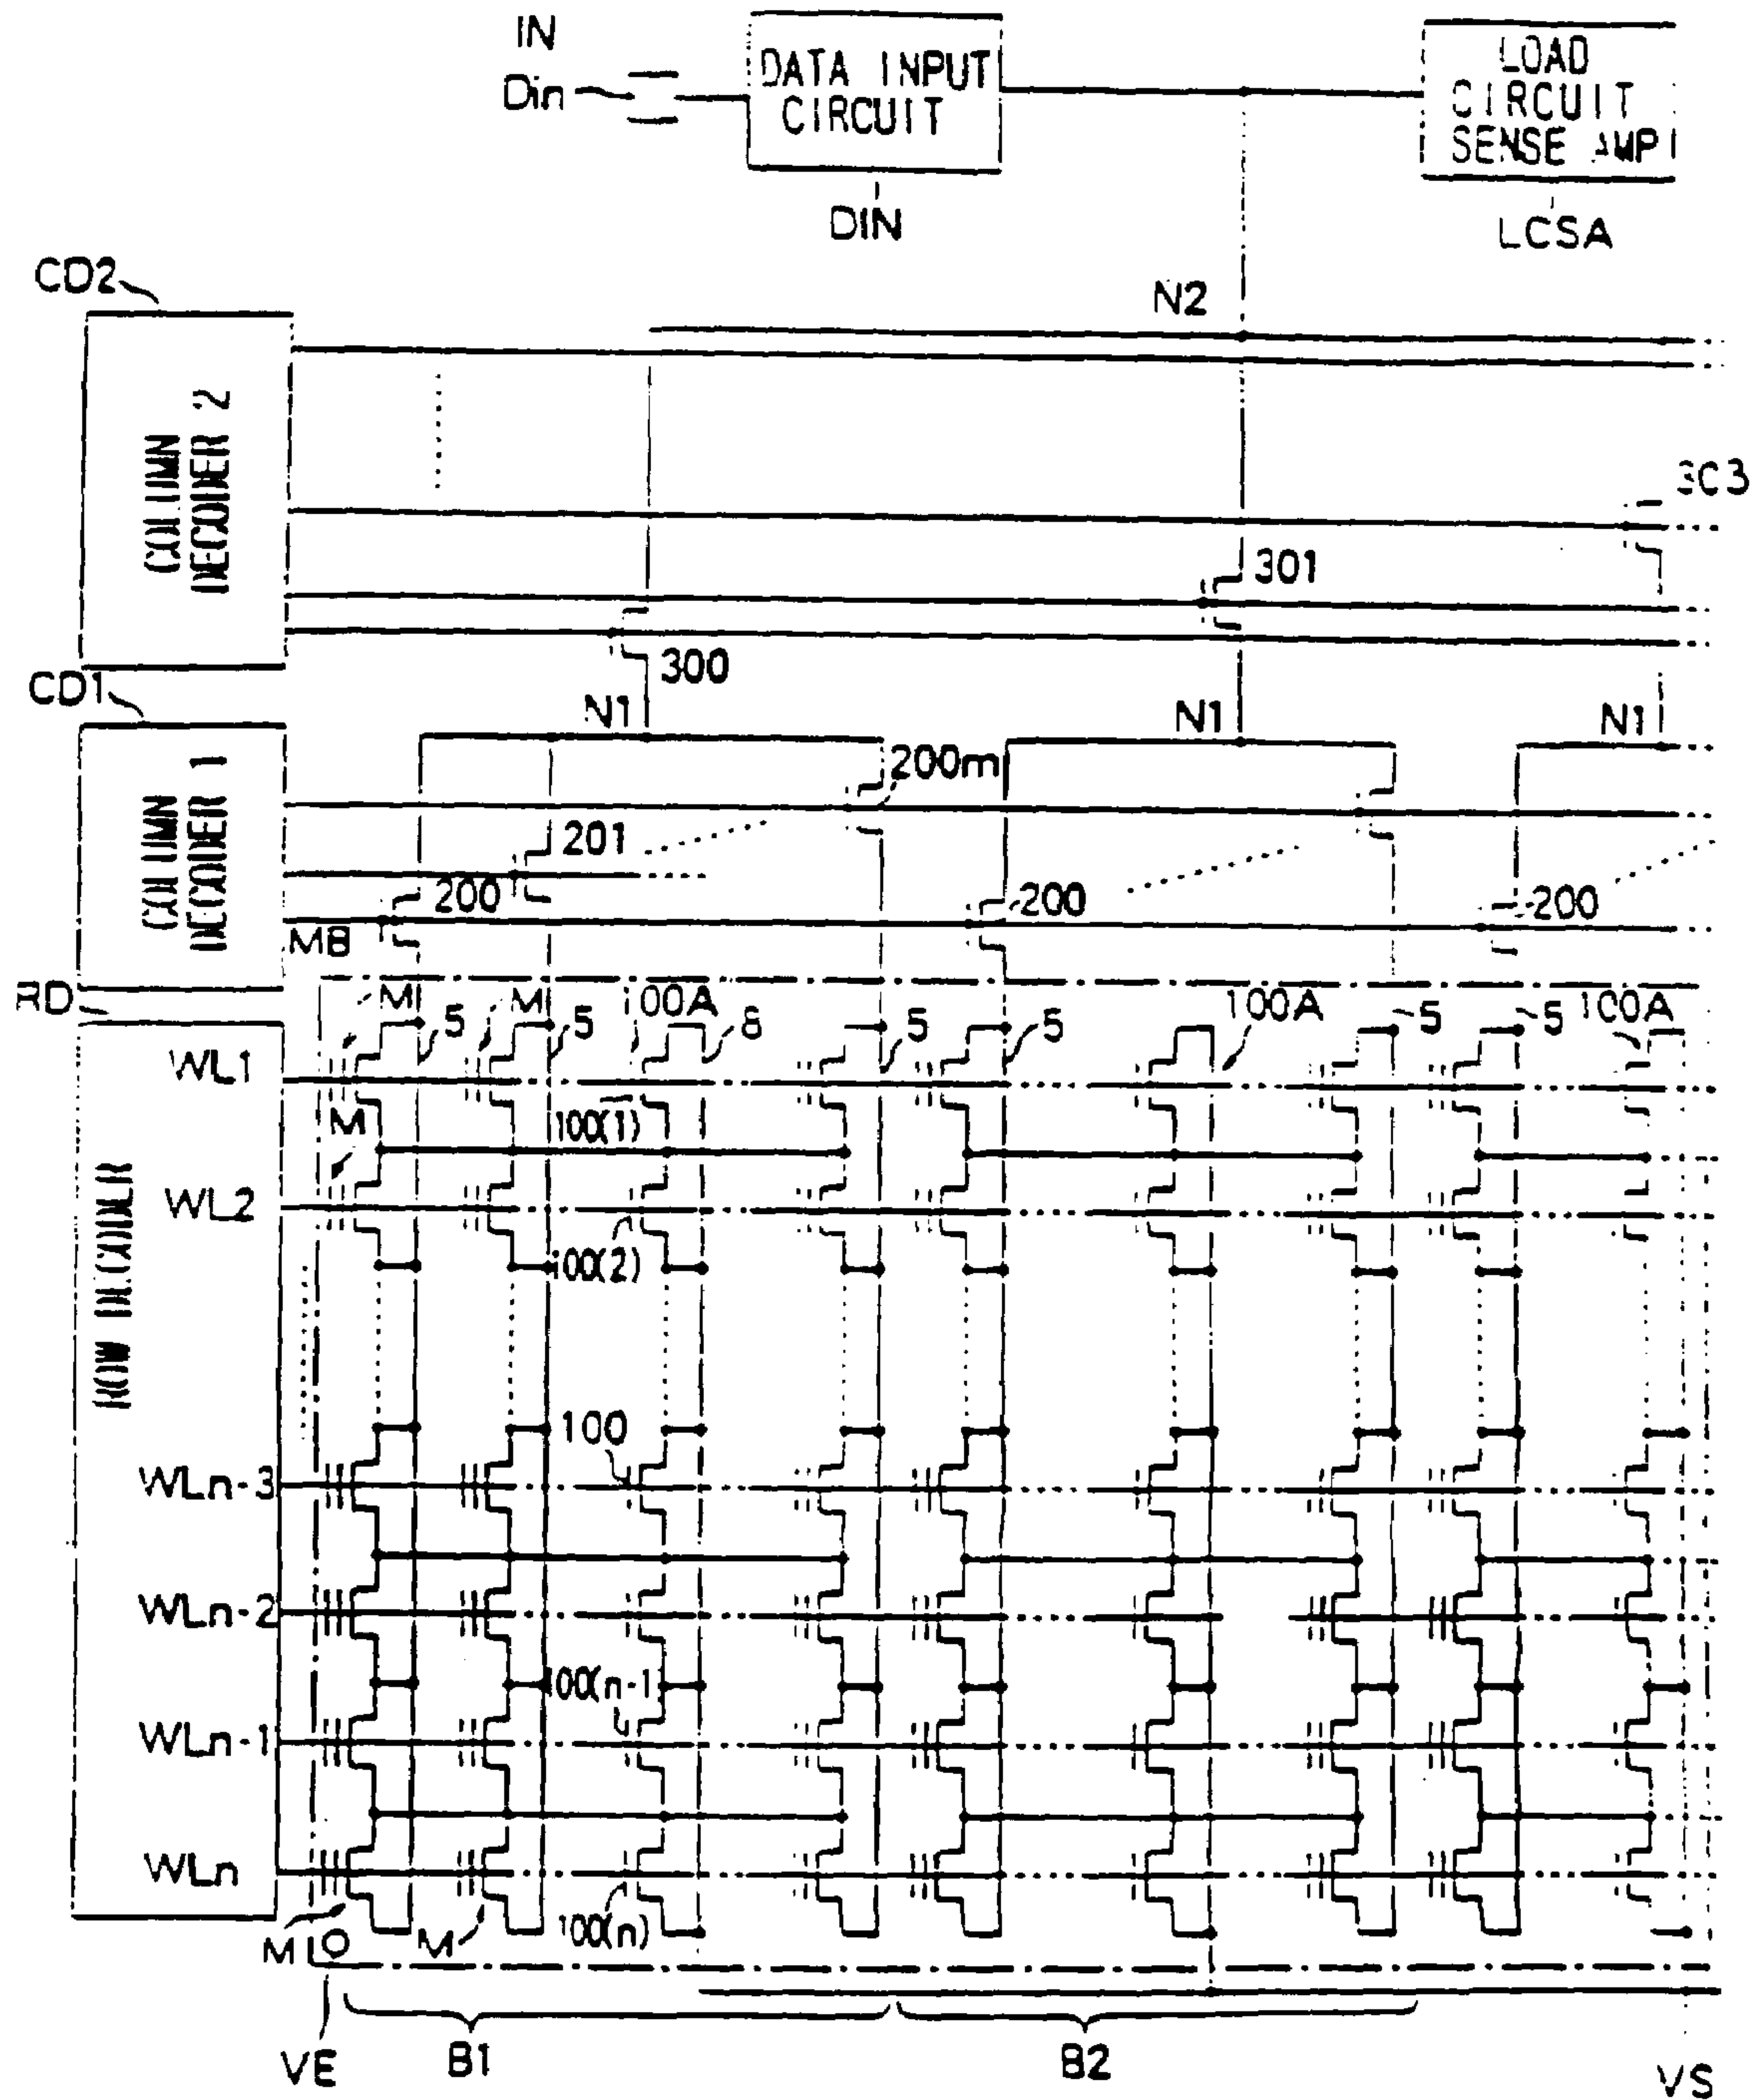 IN
Din
DATA INPUT
CIRCUIT
DIN
LOAD
CIRCUIT
SENSE AMP
LCSA
CD2
N2
COLUMN
DECODER 2
303
301
300
CD1
N1
N1
N1
COLUMN
DECODER 1
200m
201
200
200
200
MB
RD
M
M
100A
8
5
5
5
5
100A
5
5
100A
WL1
M
100(1)
WL2
100(2)
ROW DECODER
100
WLn-3
WLn-2
100(n-1
WLn-1
WLn
M
M
100(n)
VE
B1
B2
VS